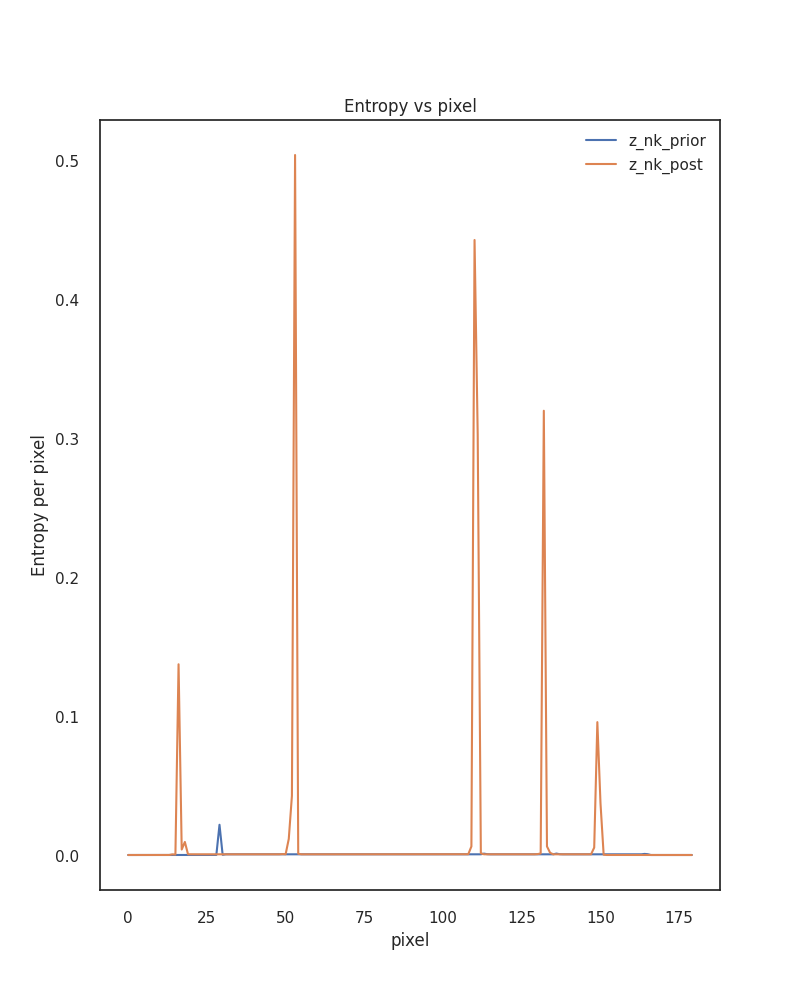 Entropy vs pixel
z_nk_prior
z_nk_post
Entropy per pixel
0.5
0.4
0.3
0.2
0.1
0.0
0 25 50 75 100 125 150 175
pixel